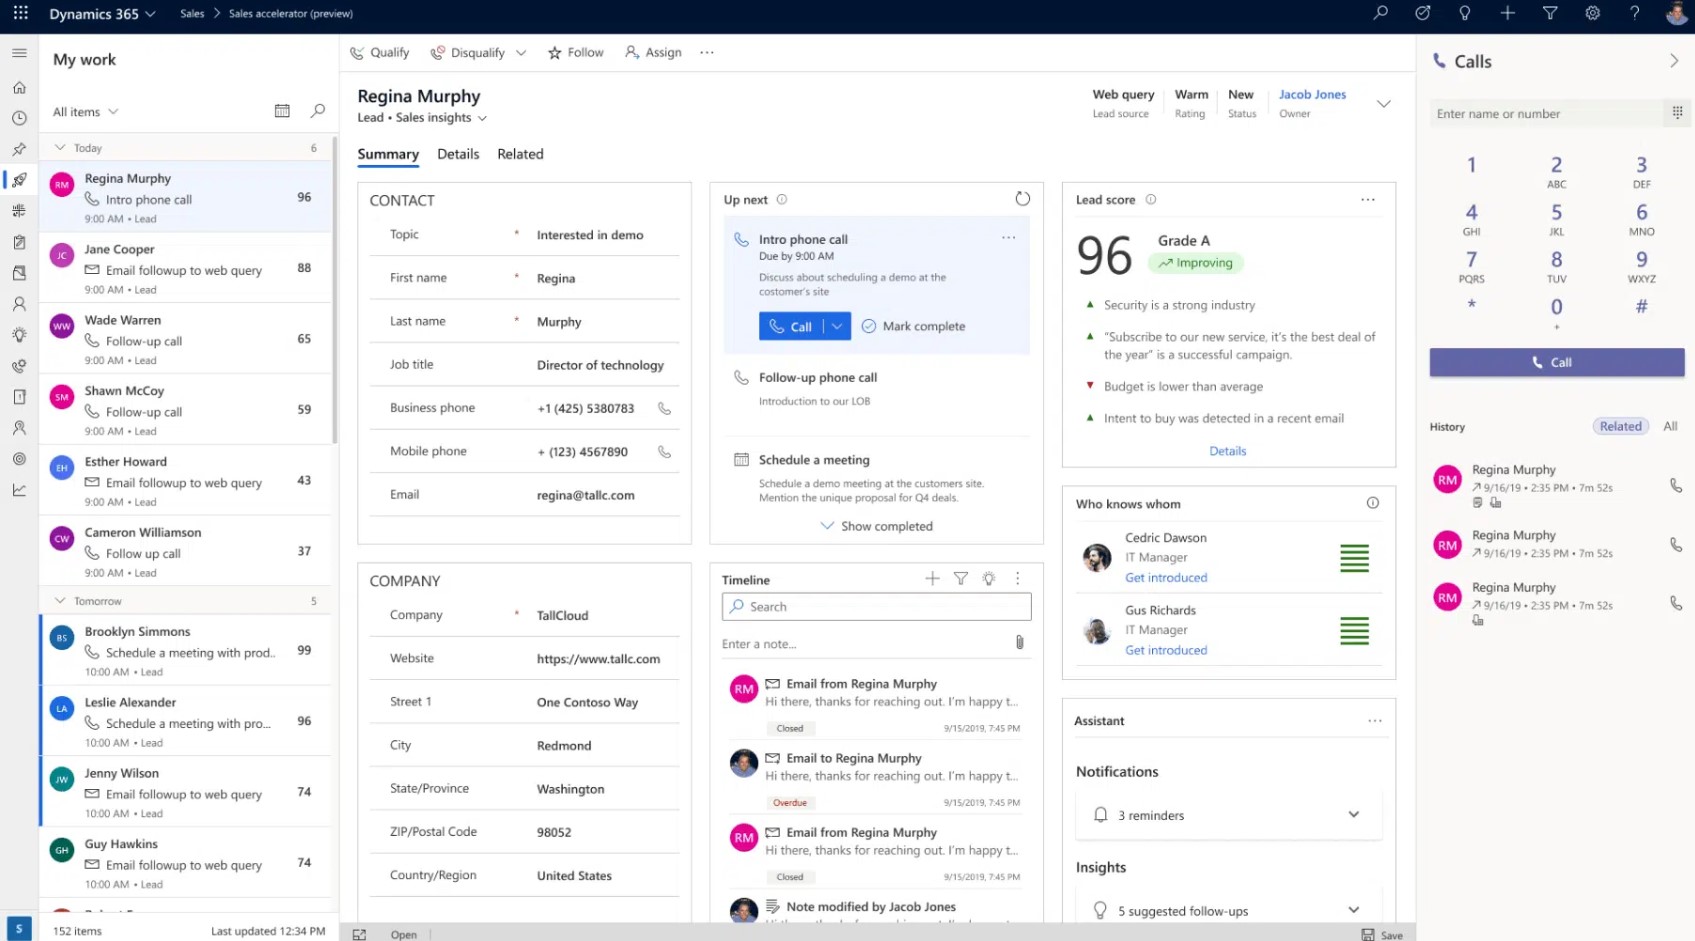 Dynamics 365
Sales > Sales accelerator (preview)
My work
All items
Today 6
RM
Regina Murphy
Intro phone call 96
9:00 AM • Lead
JC
Jane Cooper
Email followup to web query 88
9:00 AM • Lead
WW
Wade Warren
Follow-up call 65
9:00 AM • Lead
SM
Shawn McCoy
Follow-up call 59
9:00 AM • Lead
EH
Esther Howard
Email followup to web query 43
9:00 AM • Lead
CW
Cameron Williamson
Follow up call 37
9:00 AM • Lead
Tomorrow 5
BS
Brooklyn Simmons
Schedule a meeting with prod.. 99
10:00 AM • Lead
LA
Leslie Alexander
Schedule a meeting with pro... 96
10:00 AM • Lead
JW
Jenny Wilson
Email followup to web query 74
10:00 AM • Lead
GH
Guy Hawkins
Email followup to web query 74
10:00 AM • Lead
S
152 items Last updated 12:34 PM
Qualify Disqualify Follow Assign ...
Regina Murphy
Lead • Sales insights
Web query
Lead source
Warm
Rating
New
Status
Jacob Jones
Owner
Summary Details Related
CONTACT
Topic * Interested in demo
First name * Regina
Last name * Murphy
Job title Director of technology
Business phone +1 (425) 5380783
Mobile phone + (123) 4567890
Email regina@tallc.com
COMPANY
Company * TallCloud
Website https://www.tallc.com
Street 1 One Contoso Way
City Redmond
State/Province Washington
ZIP/Postal Code 98052
Country/Region United States
Up next
Intro phone call
Due by 9:00 AM
Discuss about scheduling a demo at the
costomer's site
Call Mark complete
Follow-up phone call
Introduction to our LOB
Schedule a meeting
Schedule a demo meeting at the customers site.
Mention the unique proposal for Q4 deals.
Show completed
Timeline
Search
Enter a note...
RM
Email from Regina Murphy
Hi there, thanks for reaching out. I'm happy t...
Closed 9/15/2019, 7:45 PM
Email to Regina Murphy
Hi there, thanks for reaching out. I'm happy t...
Overdue 9/15/2019, 7:45 PM
RM
Email from Regina Murphy
Hi there, thanks for reaching out. I'm happy t...
Closed 9/15/2019, 7:45 PM
Note modified by Jacob Jones
Lead score
96
Grade A
Improving
Security is a strong industry
"Subscribe to our new service, it's the best deal of
the year" is a successful campaign.
Budget is lower than average
Intent to buy was detected in a recent email
Details
Who knows whom
Cedric Dawson
IT Manager
Get introduced
Gus Richards
IT Manager
Get introduced
Assistant
Notifications
3 reminders
Insights
5 suggested follow-ups
Open
Save
Calls
Enter name or number
1 2 3
ABC DEF
4 5 6
GHI JKL MNO
7 8 9
PQRS TUV WXYZ
* 0 #
+
Call
History Related All
RM
Regina Murphy
9/16/19 • 2:35 PM • 7m 52s
RM
Regina Murphy
9/16/19 • 2:35 PM • 7m 52s
RM
Regina Murphy
9/16/19 • 2:35 PM • 7m 52s